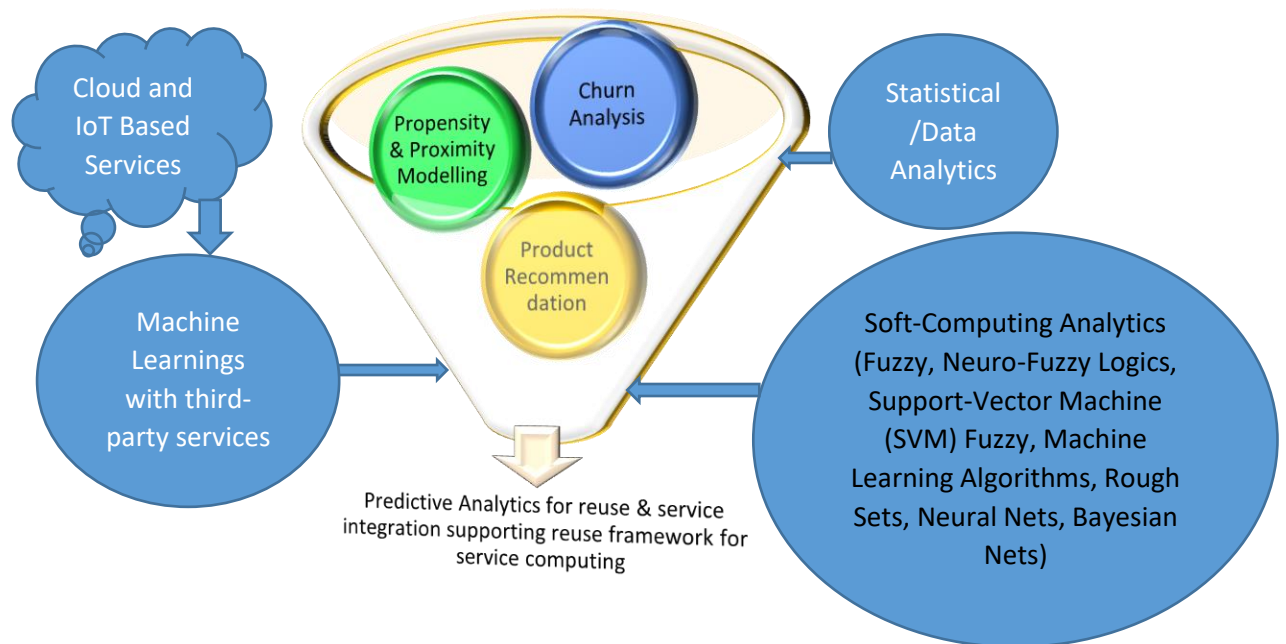 Cloud and
IoT Based
Services
Propensity
& Proximity
Modelling
Churn
Analysis
Product
Recommen
dation
Statistical
/Data
Analytics
Machine
Learnings
with third-
party services
Soft-Computing Analytics
(Fuzzy, Neuro-Fuzzy Logics,
Support-Vector Machine
(SVM) Fuzzy, Machine
Learning Algorithms, Rough
Sets, Neural Nets, Bayesian
Nets)
Predictive Analytics for reuse & service
integration supporting reuse framework for
service computing